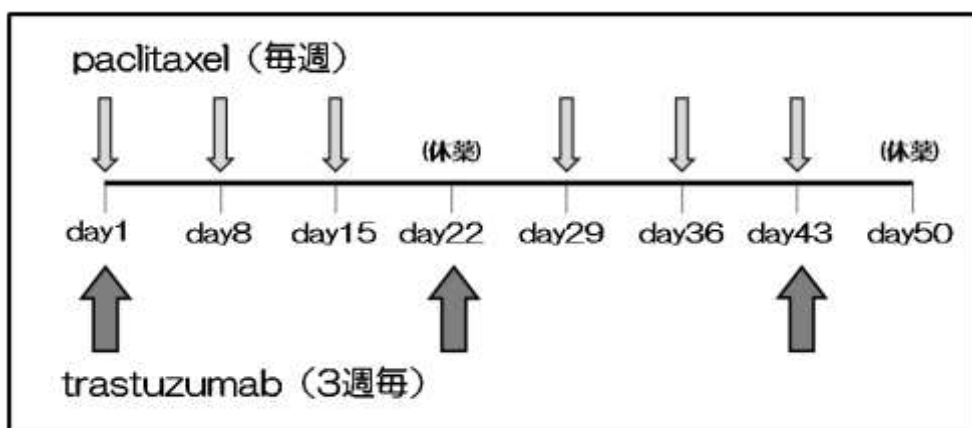 paclitaxel（毎週）
(休薬) (休薬)
day1 day8 day15 day22 day29 day36 day43 day50
trastuzumab（3週毎）